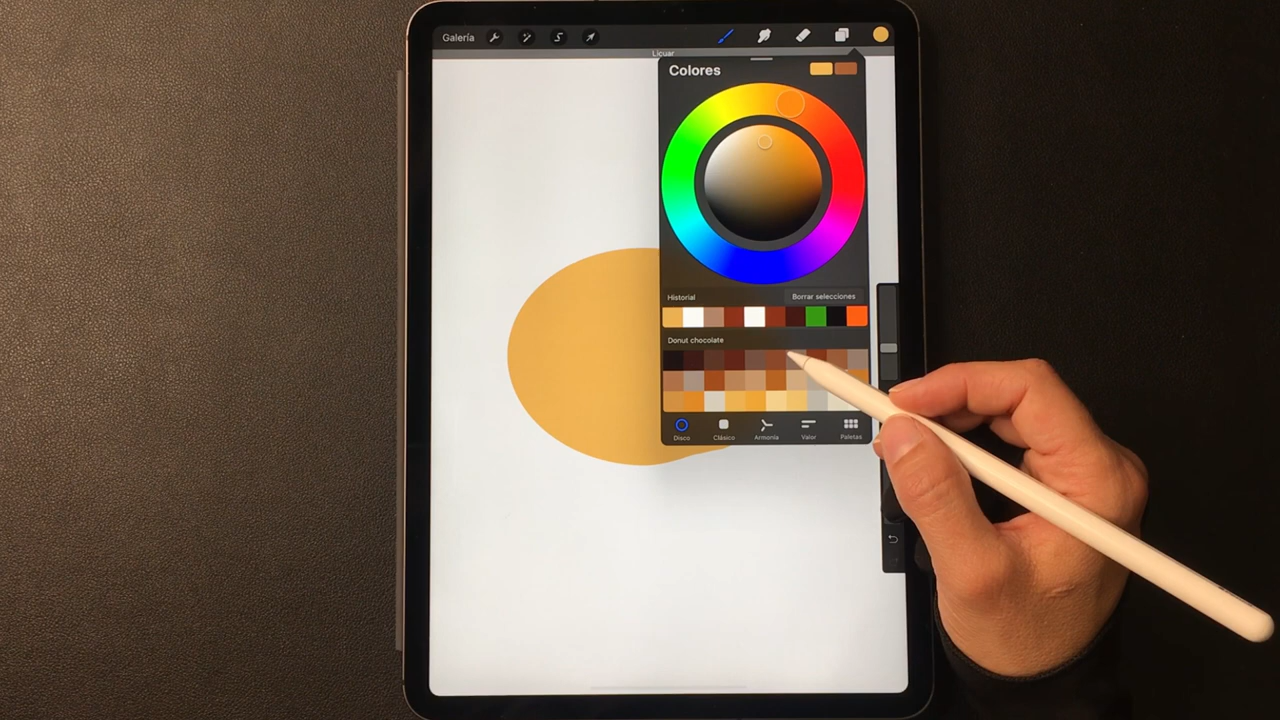 Galería
Licuar
Colores
Historial
Borrar selecciones
Donut chocolate
Disco
Clásico
Armonía
Valor
Paletas